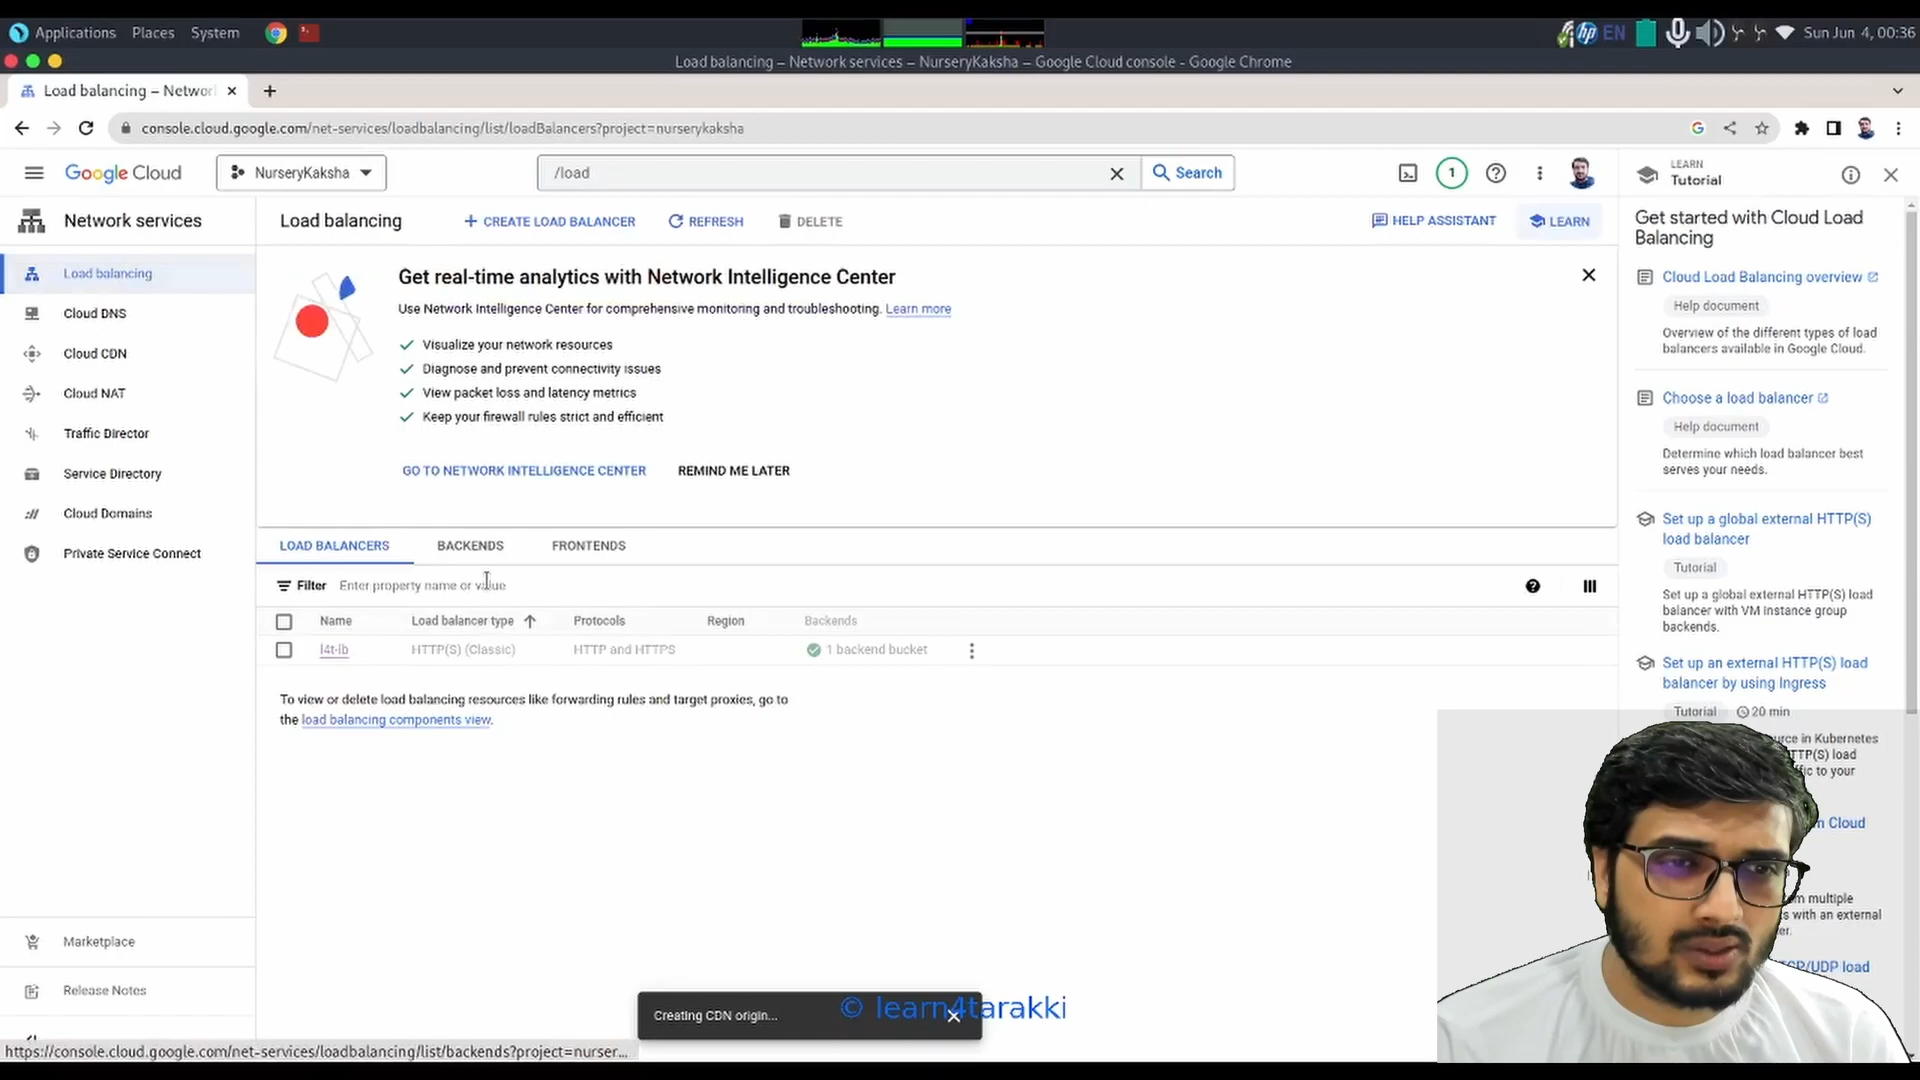 Applications Places System
EN
Sun Jun 4, 00:36
Load balancing – Network services – NurseryKaksha – Google Cloud console - Google Chrome
Load balancing – Networ
console.cloud.google.com/net-services/loadbalancing/list/loadBalancers?project=nurserykaksha
Google Cloud
NurseryKaksha
/load
Search
1
LEARN
Tutorial
Network services
Load balancing
CREATE LOAD BALANCER
REFRESH
DELETE
HELP ASSISTANT
LEARN
Load balancing
Cloud DNS
Cloud CDN
Cloud NAT
Traffic Director
Service Directory
Cloud Domains
Private Service Connect
Marketplace
Release Notes
Get real-time analytics with Network Intelligence Center
Use Network Intelligence Center for comprehensive monitoring and troubleshooting. Learn more
Visualize your network resources
Diagnose and prevent connectivity issues
View packet loss and latency metrics
Keep your firewall rules strict and efficient
GO TO NETWORK INTELLIGENCE CENTER REMIND ME LATER
LOAD BALANCERS BACKENDS FRONTENDS
Filter Enter property name or value
Name Load balancer type Protocols Region Backends
l4t-lb HTTP(S) (Classic) HTTP and HTTPS 1 backend bucket
To view or delete load balancing resources like forwarding rules and target proxies, go to
the load balancing components view.
Get started with Cloud Load
Balancing
Cloud Load Balancing overview
Help document
Overview of the different types of load
balancers available in Google Cloud.
Choose a load balancer
Help document
Determine which load balancer best
serves your needs.
Set up a global external HTTP(S)
load balancer
Tutorial
Set up a global external HTTP(S) load
balancer with VM instance group
backends.
Set up an external HTTP(S) load
balancer by using Ingress
Tutorial 20 min
in Kubernetes
load
to your
Cloud
multiple
with an external
load
Creating CDN origin...
© learn4tarakki
https://console.cloud.google.com/net-services/loadbalancing/list/backends?project=nurser...